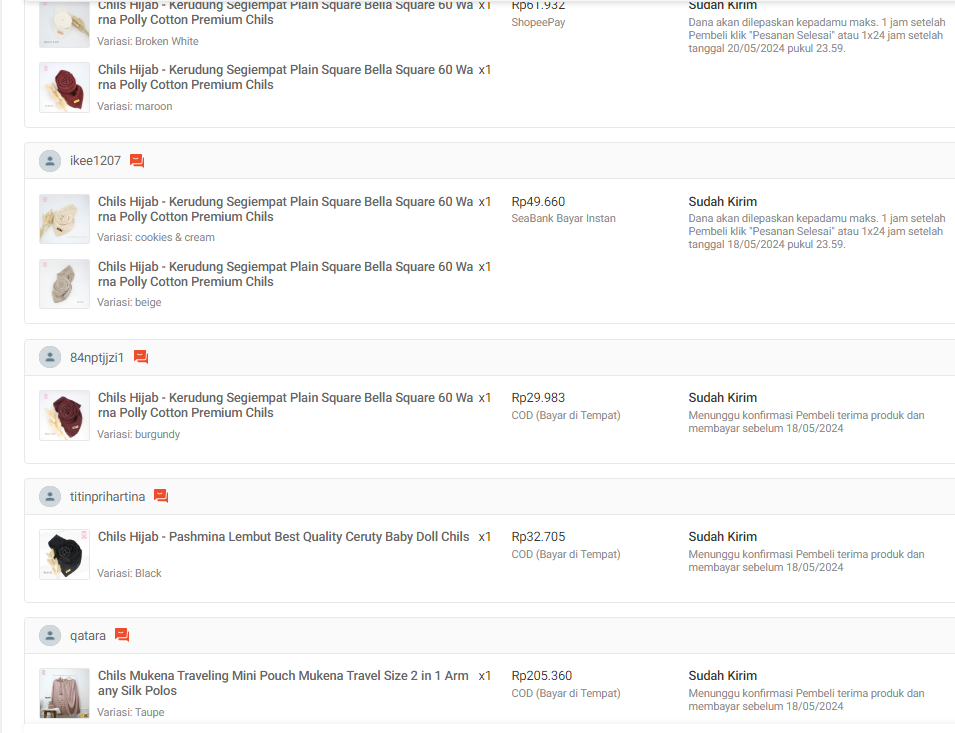 Chils Hijab - Kerudung Segiempat Plain Square Bella Square 60 Wa x1
rna Polly Cotton Premium Chils
Variasi: Broken White
Rp61.932
ShopeePay
Sudah Kirim
Dana akan dilepaskan kepadamu maks. 1 jam setelah
Pembeli klik "Pesanan Selesai" atau 1x24 jam setelah
tanggal 20/05/2024 pukul 23.59.
Chils Hijab - Kerudung Segiempat Plain Square Bella Square 60 Wa x1
rna Polly Cotton Premium Chils
Variasi: maroon
ikee1207
Chils Hijab - Kerudung Segiempat Plain Square Bella Square 60 Wa x1
rna Polly Cotton Premium Chils
Variasi: cookies & cream
Rp49.660
SeaBank Bayar Instan
Sudah Kirim
Dana akan dilepaskan kepadamu maks. 1 jam setelah
Pembeli klik "Pesanan Selesai" atau 1x24 jam setelah
tanggal 18/05/2024 pukul 23.59.
Chils Hijab - Kerudung Segiempat Plain Square Bella Square 60 Wa x1
rna Polly Cotton Premium Chils
Variasi: beige
84nptjjzi1
Chils Hijab - Kerudung Segiempat Plain Square Bella Square 60 Wa x1
rna Polly Cotton Premium Chils
Variasi: burgundy
Rp29.983
COD (Bayar di Tempat)
Sudah Kirim
Menunggu konfirmasi Pembeli terima produk dan
membayar sebelum 18/05/2024
titinprihartina
Chils Hijab - Pashmina Lembut Best Quality Ceruty Baby Doll Chils x1
Variasi: Black
Rp32.705
COD (Bayar di Tempat)
Sudah Kirim
Menunggu konfirmasi Pembeli terima produk dan
membayar sebelum 18/05/2024
qatara
Chils Mukena Traveling Mini Pouch Mukena Travel Size 2 in 1 Arm x1
any Silk Polos
Variasi: Taupe
Rp205.360
COD (Bayar di Tempat)
Sudah Kirim
Menunggu konfirmasi Pembeli terima produk dan
membayar sebelum 18/05/2024